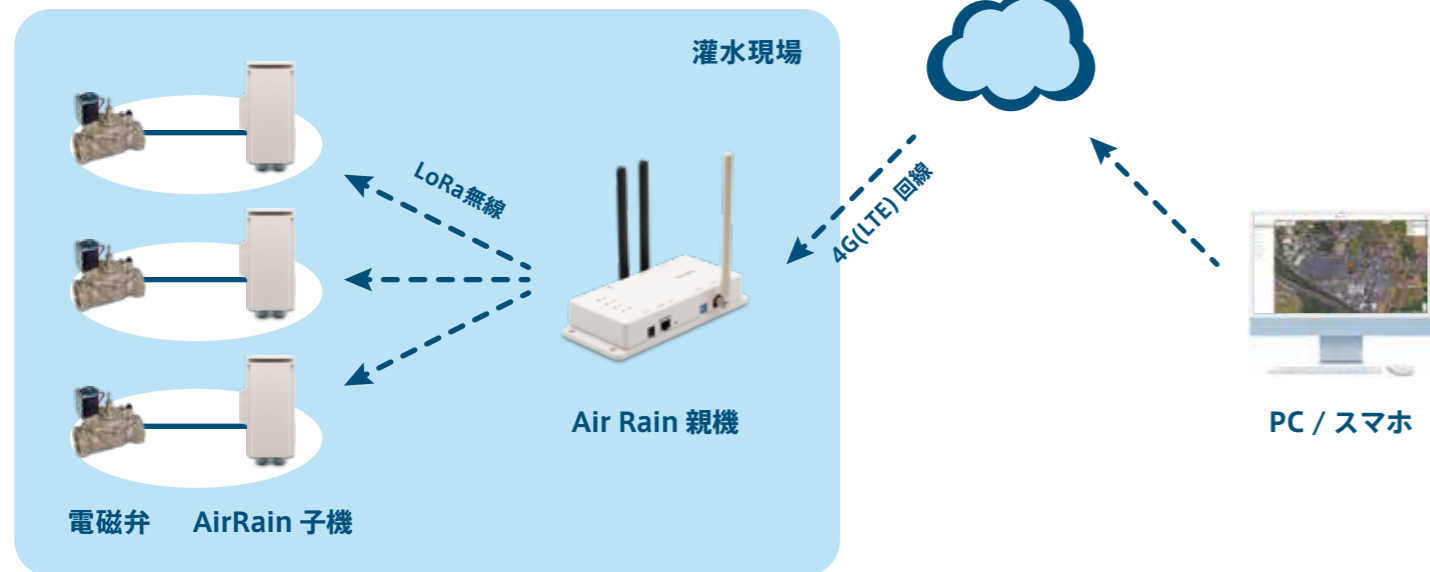 灌水現場
LoRa無線
4G(LTE) 回線
Air Rain 親機
PC / スマホ
電磁弁
AirRain 子機